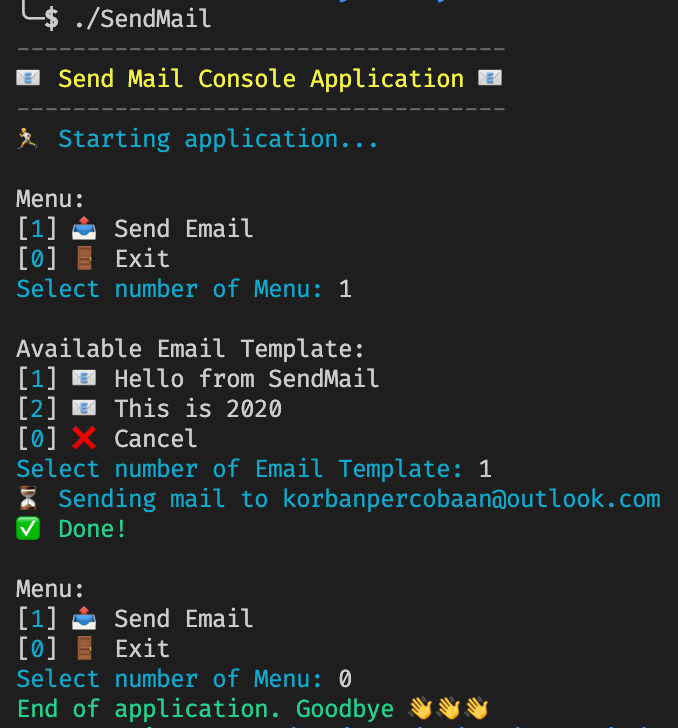 ╰─$ ./SendMail
-----------------------------------
📧 Send Mail Console Application 📧
-----------------------------------
🏃 Starting application...
Menu:
[1] 📤 Send Email
[0] 🚪 Exit
Select number of Menu: 1
Available Email Template:
[1] 📧 Hello from SendMail
[2] 📧 This is 2020
[0] ❌ Cancel
Select number of Email Template: 1
⏳ Sending mail to korbanpercobaan@outlook.com
✅ Done!
Menu:
[1] 📤 Send Email
[0] 🚪 Exit
Select number of Menu: 0
End of application. Goodbye 👋👋👋